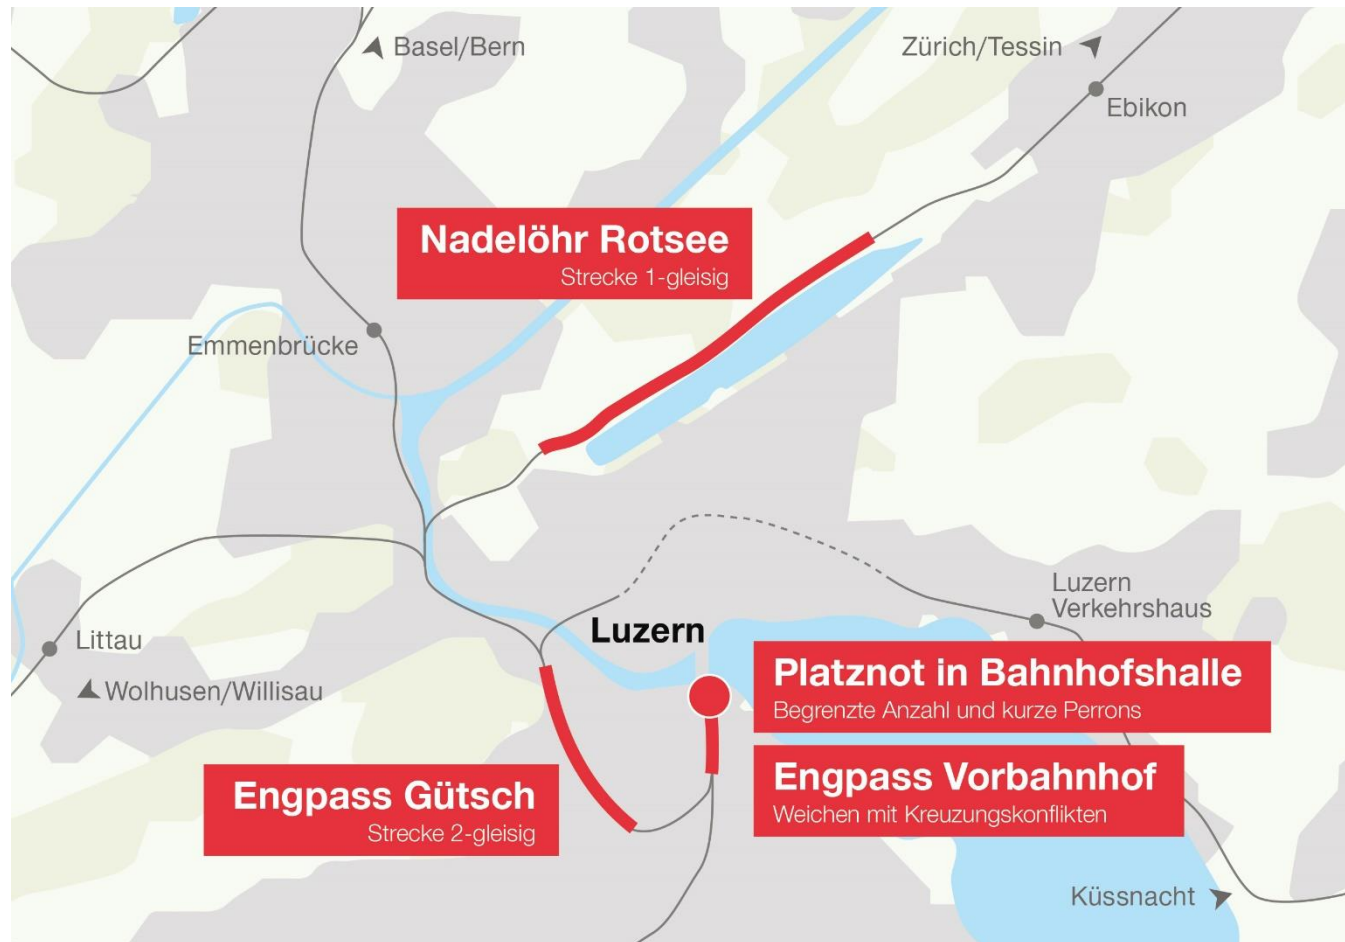 Basel/Bern
Zürich/Tessin
Ebikon
Nadelöhr Rotsee
Strecke 1-gleisig
Emmenbrücke
Luzern
Verkehrshaus
Luzern
Littau
Wolhusen/Willisau
Platznot in Bahnhofshalle
Begrenzte Anzahl und kurze Perrons
Engpass Gütsch
Strecke 2-gleisig
Engpass Vorbahnhof
Weichen mit Kreuzungskonflikten
Küssnacht